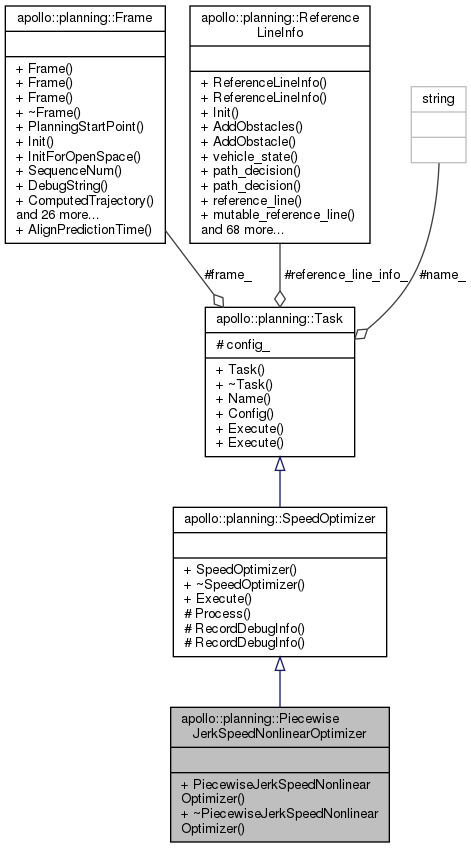 apollo::planning::Frame
+ Frame()
+ Frame()
+ Frame()
+ ~Frame()
+ PlanningStartPoint()
+ Init()
+ InitForOpenSpace()
+ SequenceNum()
+ DebugString()
+ ComputedTrajectory()
and 26 more...
+ AlignPredictionTime()
apollo::planning::Reference
LineInfo
+ ReferenceLineInfo()
+ ReferenceLineInfo()
+ Init()
+ AddObstacles()
+ AddObstacle()
+ vehicle_state()
+ path_decision()
+ path_decision()
+ reference_line()
+ mutable_reference_line()
and 68 more...
string
#frame_
#reference_line_info_
#name_
apollo::planning::Task
# config_
+ Task()
+ ~Task()
+ Name()
+ Config()
+ Execute()
+ Execute()
apollo::planning::SpeedOptimizer
+ SpeedOptimizer()
+ ~SpeedOptimizer()
+ Execute()
# Process()
# RecordDebugInfo()
# RecordDebugInfo()
apollo::planning::Piecewise
JerkSpeedNonlinearOptimizer
+ PiecewiseJerkSpeedNonlinear
Optimizer()
+ ~PiecewiseJerkSpeedNonlinear
Optimizer()